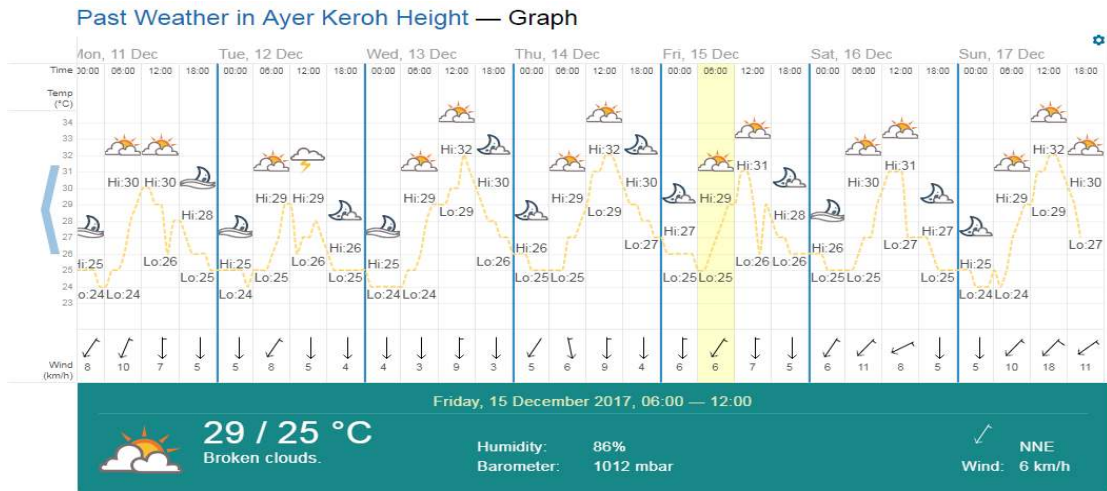 Past Weather in Ayer Keroh Height — Graph
Mon, 11 Dec Tue, 12 Dec Wed, 13 Dec Thu, 14 Dec Fri, 15 Dec Sat, 16 Dec Sun, 17 Dec
Time 00:00 06:00 12:00 18:00 00:00 06:00 12:00 18:00 00:00 06:00 12:00 18:00 00:00 06:00 12:00 18:00 00:00 06:00 12:00 18:00 00:00 06:00 12:00 18:00 00:00 06:00 12:00 18:00
Temp
(°C)
34
33
32 Hi:32 Hi:32 Hi:32
31 Hi:31 Hi:31
30 Hi:30 Hi:30 Hi:30 Hi:30 Hi:30 Hi:30
29 Hi:29 Hi:29 Hi:29 Hi:29 Hi:29 Hi:29
28 Hi:28 Lo:29 Lo:29 Hi:28 Lo:29
27 Hi:27 Hi:27
26 Hi:26 Hi:26 Lo:27 Hi:26 Lo:27 Lo:27
25 Hi:25 Lo:26 Hi:25 Lo:26 Hi:25 Lo:26 Lo:26 Lo:26 Hi:25
24 Lo:25 Lo:25 Lo:25 Lo:25 Lo:25 Lo:25 Lo:25 Lo:25 Lo:25 Lo:25
23 Lo:24 Lo:24 Lo:24 Lo:24 Lo:24 Lo:24 Lo:24
Wind
(km/h)
8 10 7 5 5 8 5 4 4 3 9 3 5 6 9 4 6 6 7 5 6 11 8 5 5 10 18 11
Friday, 15 December 2017, 06:00 — 12:00
29 / 25 °C
Broken clouds.
Humidity: 86%
Barometer: 1012 mbar
NNE
Wind: 6 km/h